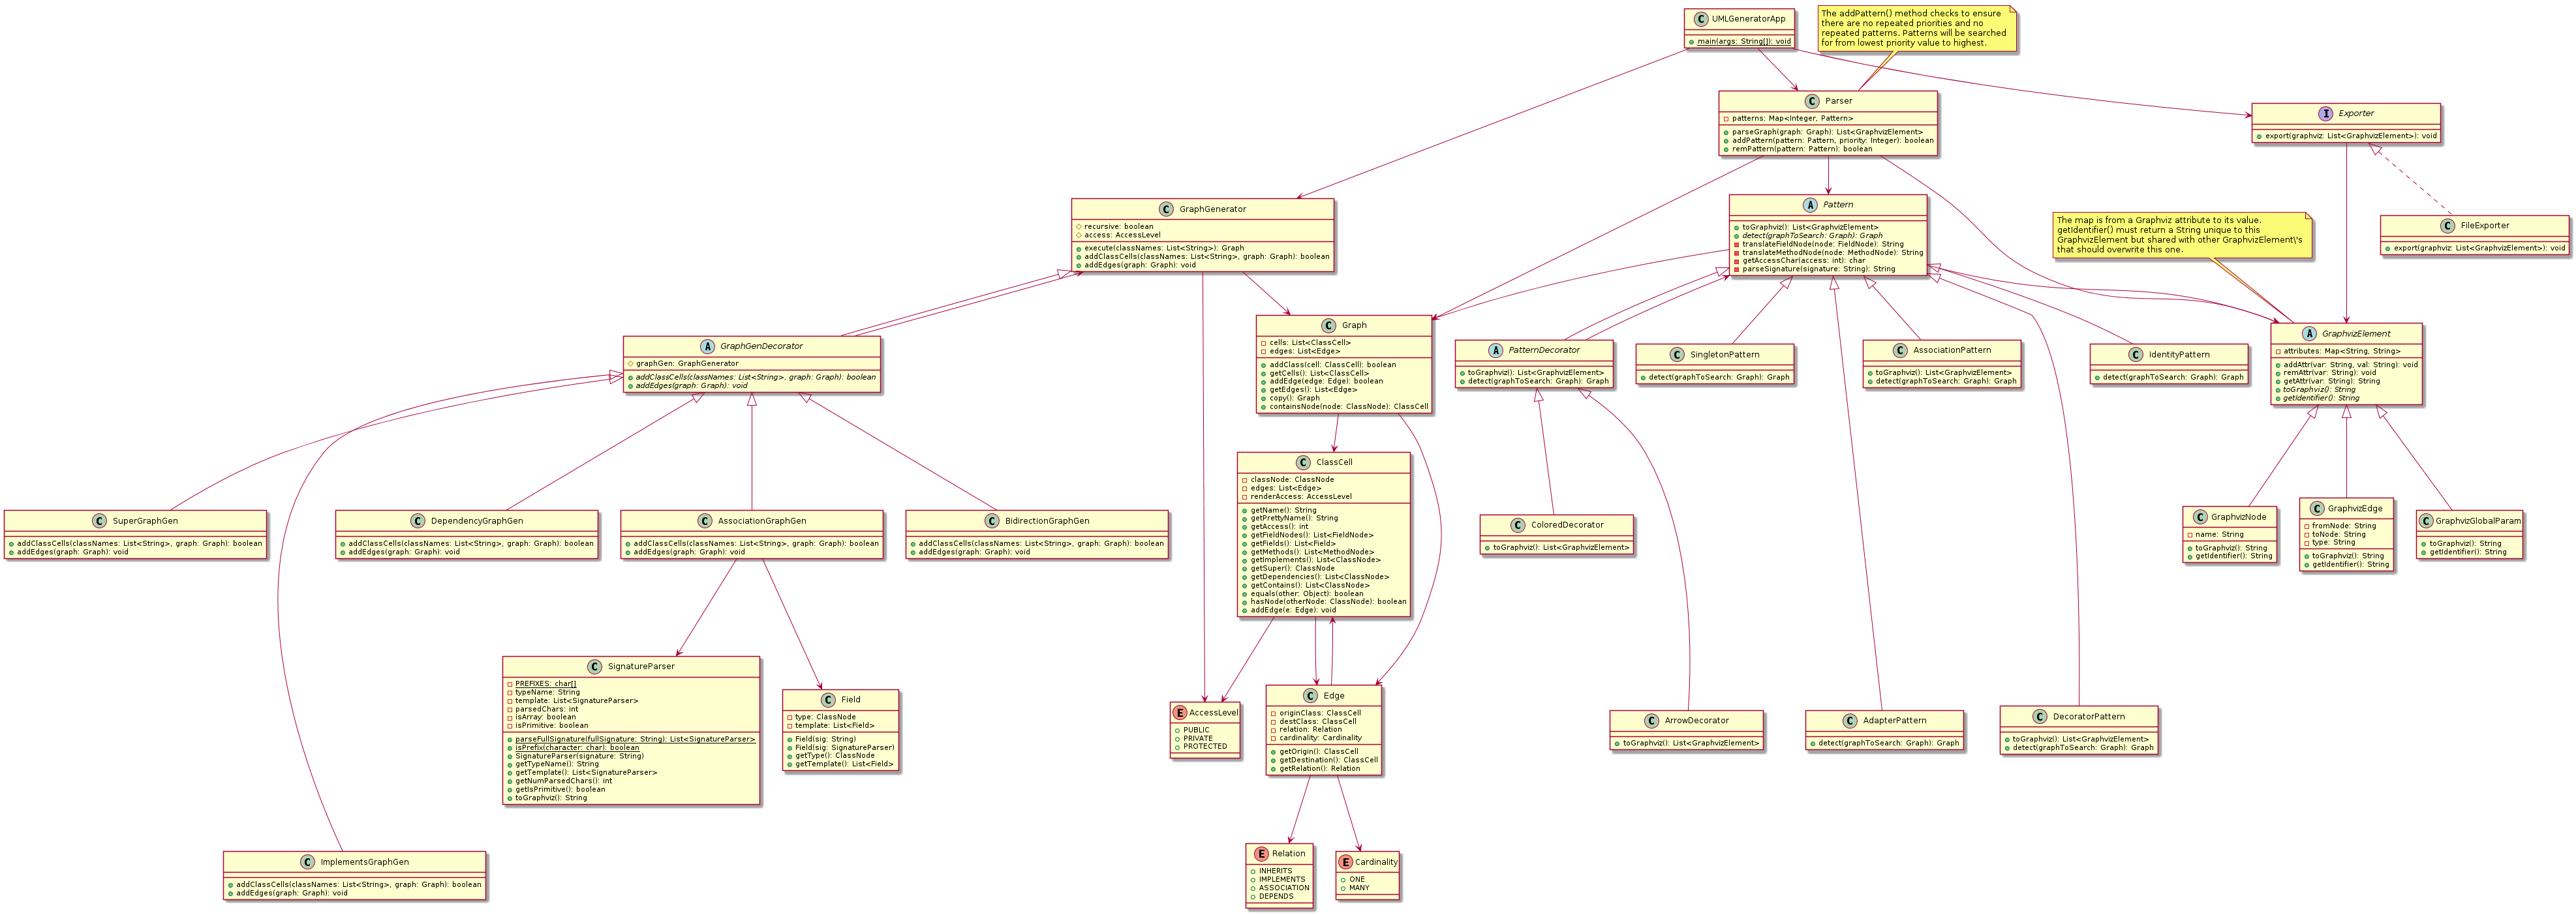 UMLGeneratorApp
main(args: String[]): void
The addPattern() method checks to ensure
there are no repeated priorities and no
repeated patterns. Patterns will be searched
for from lowest priority value to highest.
Parser
patterns: Map<Integer, Pattern>
parseGraph(graph: Graph): List<GraphvizElement>
addPattern(pattern: Pattern, priority: Integer): boolean
remPattern(pattern: Pattern): boolean
Exporter
export(graphviz: List<GraphvizElement>): void
GraphGenerator
recursive: boolean
access: AccessLevel
execute(classNames: List<String>): Graph
addClassCells(classNames: List<String>, graph: Graph): boolean
addEdges(graph: Graph): void
Pattern
toGraphviz(): List<GraphvizElement>
detect(graphToSearch: Graph): Graph
translateFieldNode(node: FieldNode): String
translateMethodNode(node: MethodNode): String
getAccessChar(access: int): char
parseSignature(signature: String): String
The map is from a Graphviz attribute to its value.
getIdentifier() must return a String unique to this
GraphvizElement but shared with other GraphvizElement\'s
that should overwrite this one.
FileExporter
export(graphviz: List<GraphvizElement>): void
GraphGenDecorator
graphGen: GraphGenerator
addClassCells(classNames: List<String>, graph: Graph): boolean
addEdges(graph: Graph): void
Graph
cells: List<ClassCell>
edges: List<Edge>
addClass(cell: ClassCell): boolean
getCells(): List<ClassCell>
addEdge(edge: Edge): boolean
getEdges(): List<Edge>
copy(): Graph
containsNode(node: ClassNode): ClassCell
PatternDecorator
toGraphviz(): List<GraphvizElement>
detect(graphToSearch: Graph): Graph
SingletonPattern
detect(graphToSearch: Graph): Graph
AssociationPattern
toGraphviz(): List<GraphvizElement>
detect(graphToSearch: Graph): Graph
IdentityPattern
detect(graphToSearch: Graph): Graph
GraphvizElement
attributes: Map<String, String>
addAttr(var: String, val: String): void
remAttr(var: String): void
getAttr(var: String): String
toGraphviz(): String
getIdentifier(): String
SuperGraphGen
addClassCells(classNames: List<String>, graph: Graph): boolean
addEdges(graph: Graph): void
DependencyGraphGen
addClassCells(classNames: List<String>, graph: Graph): boolean
addEdges(graph: Graph): void
AssociationGraphGen
addClassCells(classNames: List<String>, graph: Graph): boolean
addEdges(graph: Graph): void
BidirectionGraphGen
addClassCells(classNames: List<String>, graph: Graph): boolean
addEdges(graph: Graph): void
ClassCell
classNode: ClassNode
edges: List<Edge>
renderAccess: AccessLevel
getName(): String
getPrettyName(): String
getAccess(): int
getFieldNodes(): List<FieldNode>
getFields(): List<Field>
getMethods(): List<MethodNode>
getImplements(): List<ClassNode>
getSuper(): ClassNode
getDependencies(): List<ClassNode>
getContains(): List<ClassNode>
equals(other: Object): boolean
hasNode(otherNode: ClassNode): boolean
addEdge(e: Edge): void
ColoredDecorator
toGraphviz(): List<GraphvizElement>
GraphvizNode
name: String
toGraphviz(): String
getIdentifier(): String
GraphvizEdge
fromNode: String
toNode: String
type: String
toGraphviz(): String
getIdentifier(): String
GraphvizGlobalParam
toGraphviz(): String
getIdentifier(): String
SignatureParser
PREFIXES: char[]
typeName: String
template: List<SignatureParser>
parsedChars: int
isArray: boolean
isPrimitive: boolean
parseFullSignature(fullSignature: String): List<SignatureParser>
isPrefix(character: char): boolean
SignatureParser(signature: String)
getTypeName(): String
getTemplate(): List<SignatureParser>
getNumParsedChars(): int
getIsPrimitive(): boolean
toGraphviz(): String
Field
type: ClassNode
template: List<Field>
Field(sig: String)
Field(sig: SignatureParser)
getType(): ClassNode
getTemplate(): List<Field>
AccessLevel
PUBLIC
PRIVATE
PROTECTED
Edge
originClass: ClassCell
destClass: ClassCell
relation: Relation
cardinality: Cardinality
getOrigin(): ClassCell
getDestination(): ClassCell
getRelation(): Relation
ArrowDecorator
toGraphviz(): List<GraphvizElement>
AdapterPattern
detect(graphToSearch: Graph): Graph
DecoratorPattern
toGraphviz(): List<GraphvizElement>
detect(graphToSearch: Graph): Graph
ImplementsGraphGen
addClassCells(classNames: List<String>, graph: Graph): boolean
addEdges(graph: Graph): void
Relation
INHERITS
IMPLEMENTS
ASSOCIATION
DEPENDS
Cardinality
ONE
MANY